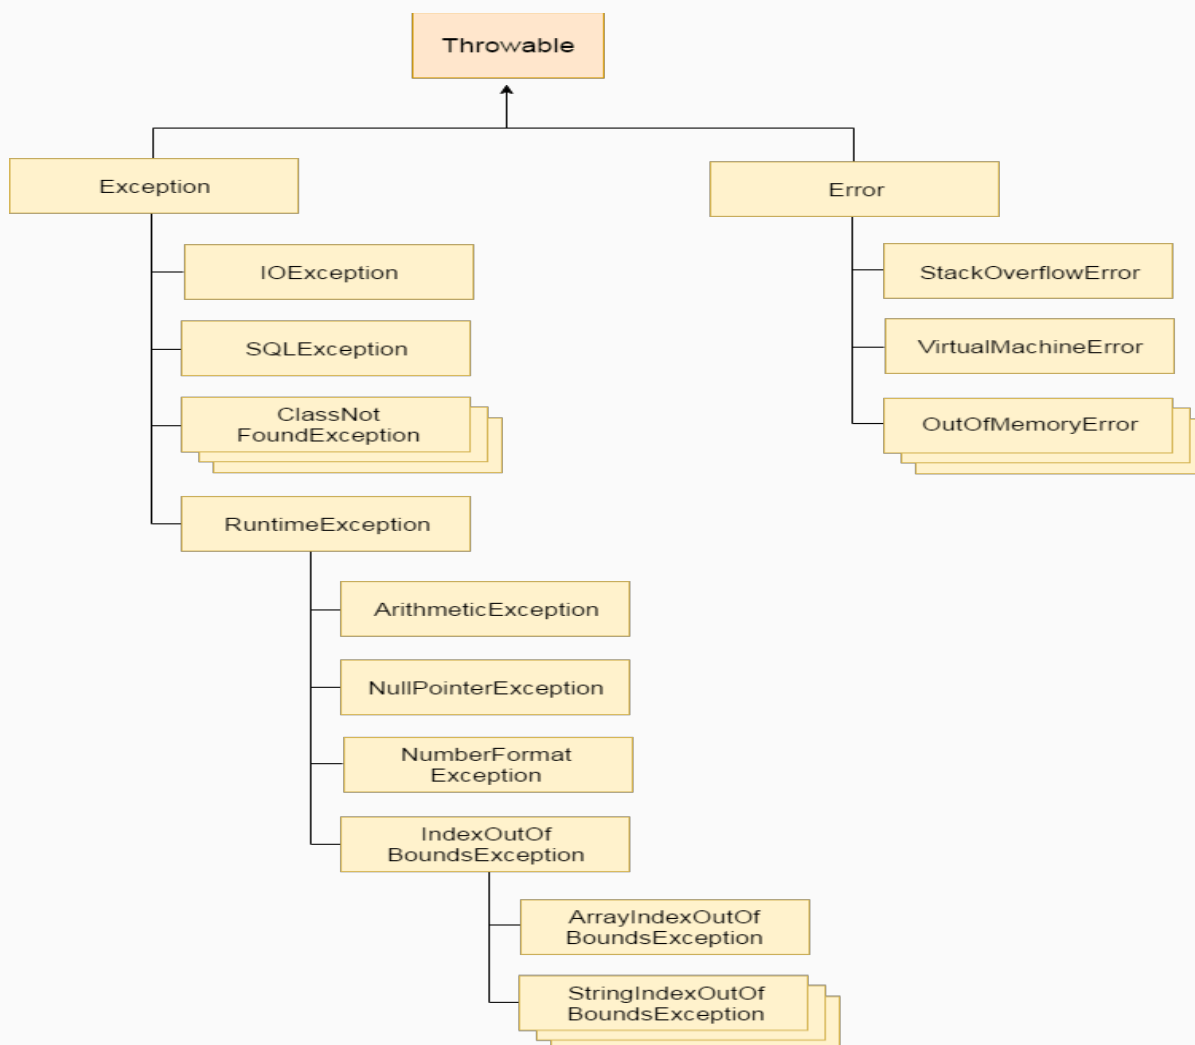 Throwable
Exception
Error
IOException
StackOverflowError
SQLException
VirtualMachineError
ClassNot
FoundException
OutOfMemoryError
RuntimeException
ArithmeticException
NullPointerException
NumberFormat
Exception
IndexOutOf
BoundsException
ArrayIndexOutOf
BoundsException
StringIndexOutOf
BoundsException